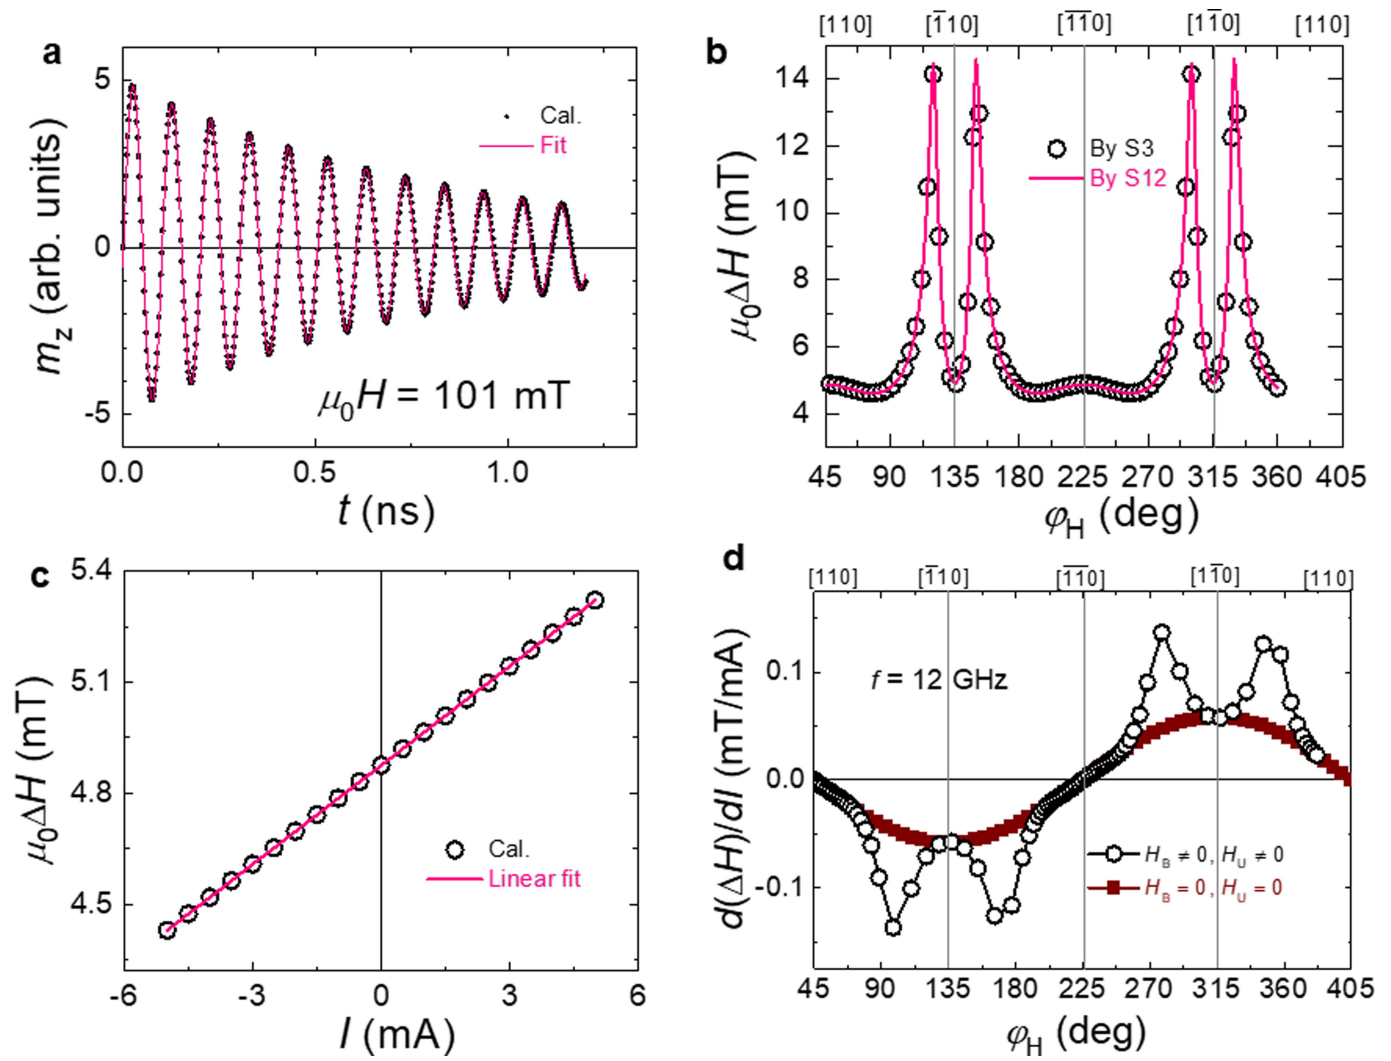 a
5
0
-5
m_z (arb. units)
Cal.
Fit
μ₀H = 101 mT
0.0 0.5 1.0
t (ns)
b
[110] [1̅10] [1̅1̅0] [11̅0] [110]
14
12
10
8
6
4
μ₀ΔH (mT)
By S3
By S12
45 90 135 180 225 270 315 360 405
φ_H (deg)
c
5.4
5.1
4.8
4.5
μ₀ΔH (mT)
Cal.
Linear fit
-6 -3 0 3 6
I (mA)
d
[110] [1̅10] [1̅1̅0] [11̅0] [110]
0.1
0.0
-0.1
d(ΔH)/dI (mT/mA)
f = 12 GHz
H_B ≠ 0, H_U ≠ 0
H_B = 0, H_U = 0
45 90 135 180 225 270 315 360 405
φ_H (deg)